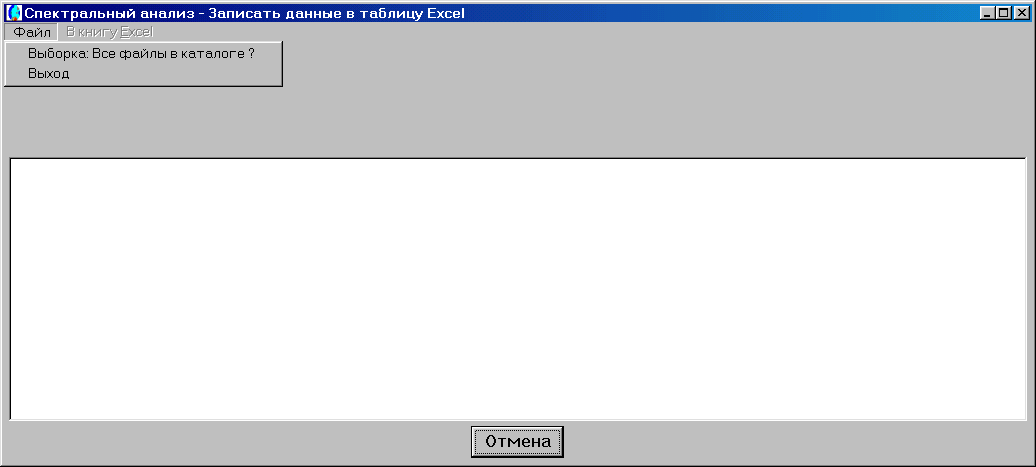 Спектральный анализ - Записать данные в таблицу Excel
Файл В книгу Excel
Выборка: Все файлы в каталоге ?
Выход
Отмена